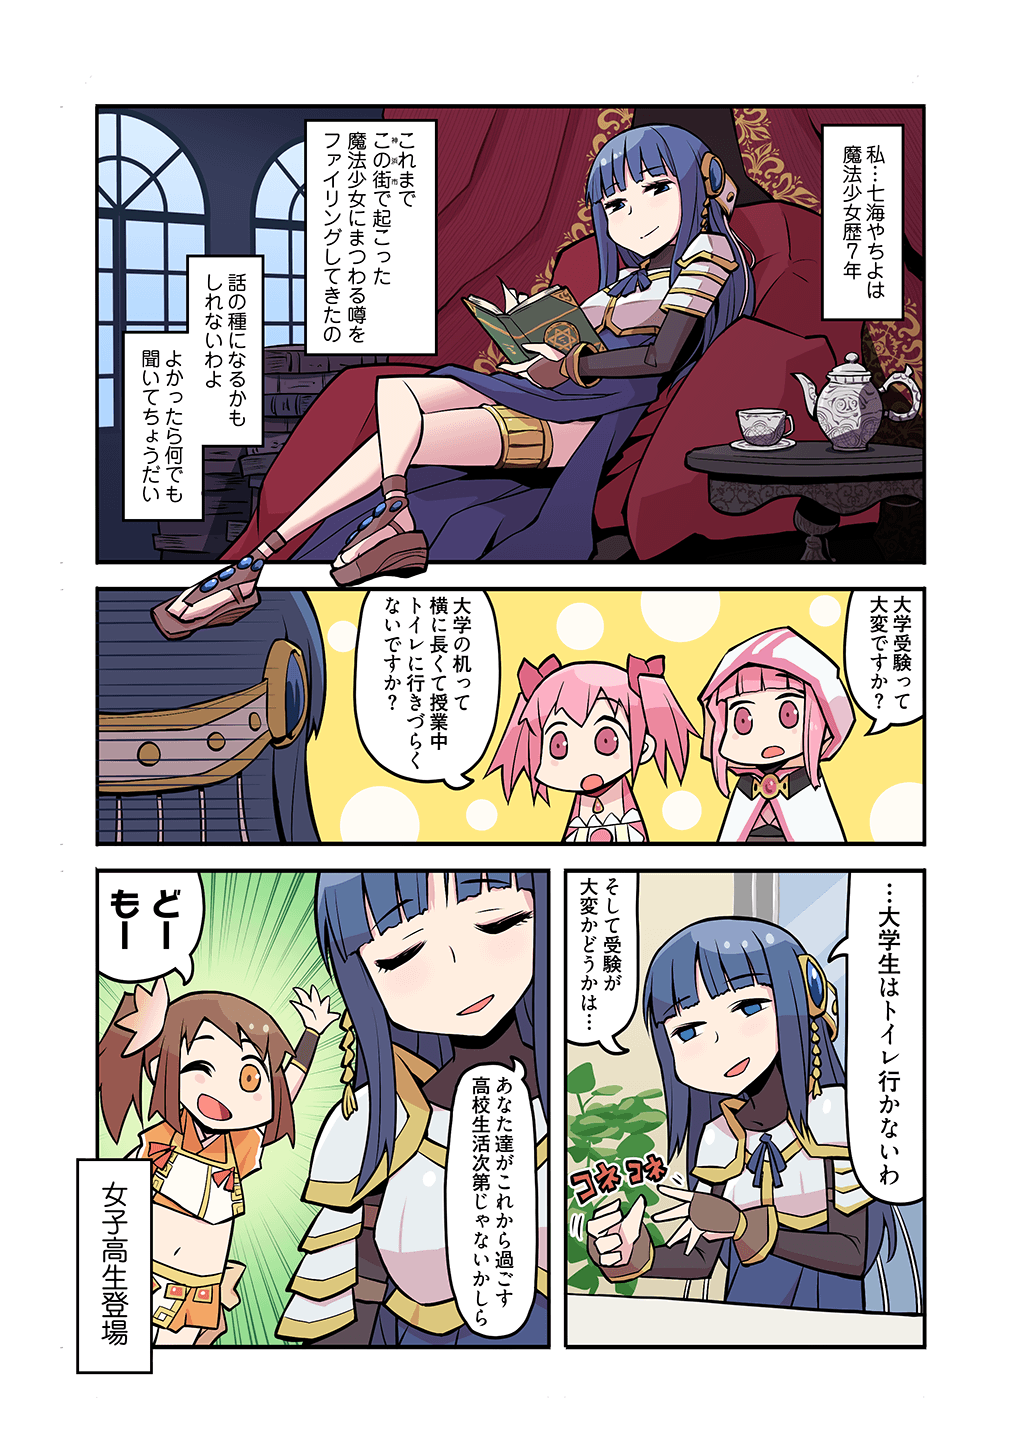 私…七海やちよは
魔法少女歴7年
これまで
この街で起こった
神浜市
魔法少女にまつわる噂を
ファイリングしてきたの
話の種になるかも
しれないわよ
よかったら何でも
聞いてちょうだい
大学受験って
大変ですか？
大学の机って
横に長くて授業中
トイレに行きづらく
ないですか？
…大学生はトイレ行かないわ
そして受験が
大変かどうかは…
コネコネ
あなた達がこれから過ごす
高校生活次第じゃないかしら
どー
もー
女子高生登場